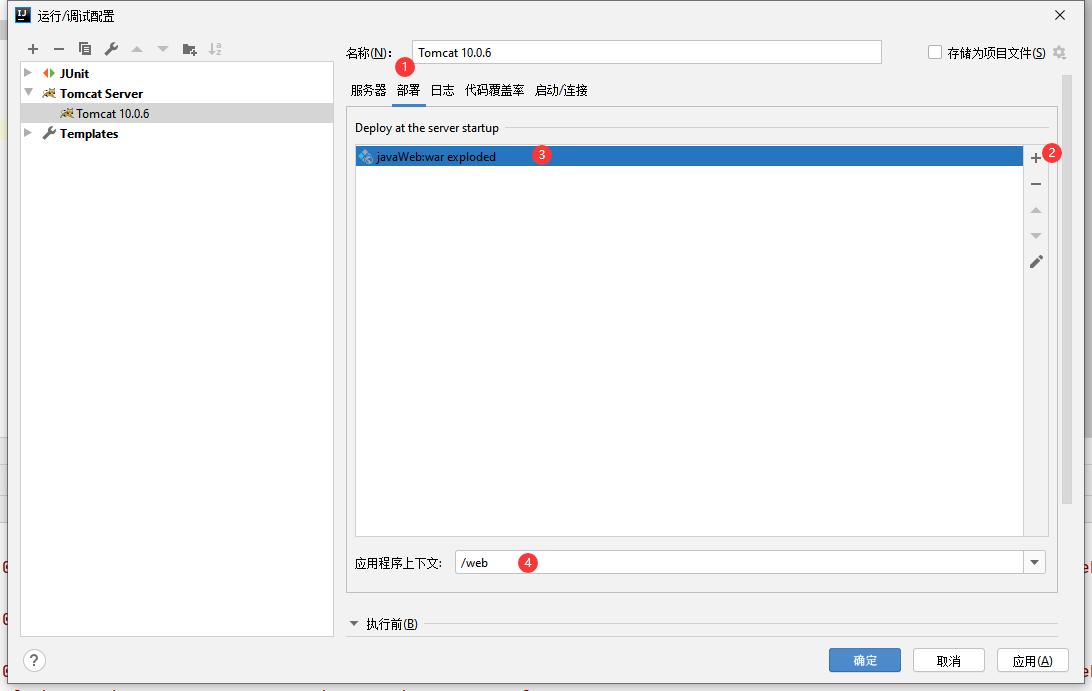 运行/调试配置
JUnit
Tomcat Server
Tomcat 10.0.6
Templates
名称(N): Tomcat 10.0.6 存储为项目文件(S)
1
服务器 部署 日志 代码覆盖率 启动/连接
Deploy at the server startup
javaWeb:war exploded 3
2
应用程序上下文: /web 4
执行前(B)
? 确定 取消 应用(A)